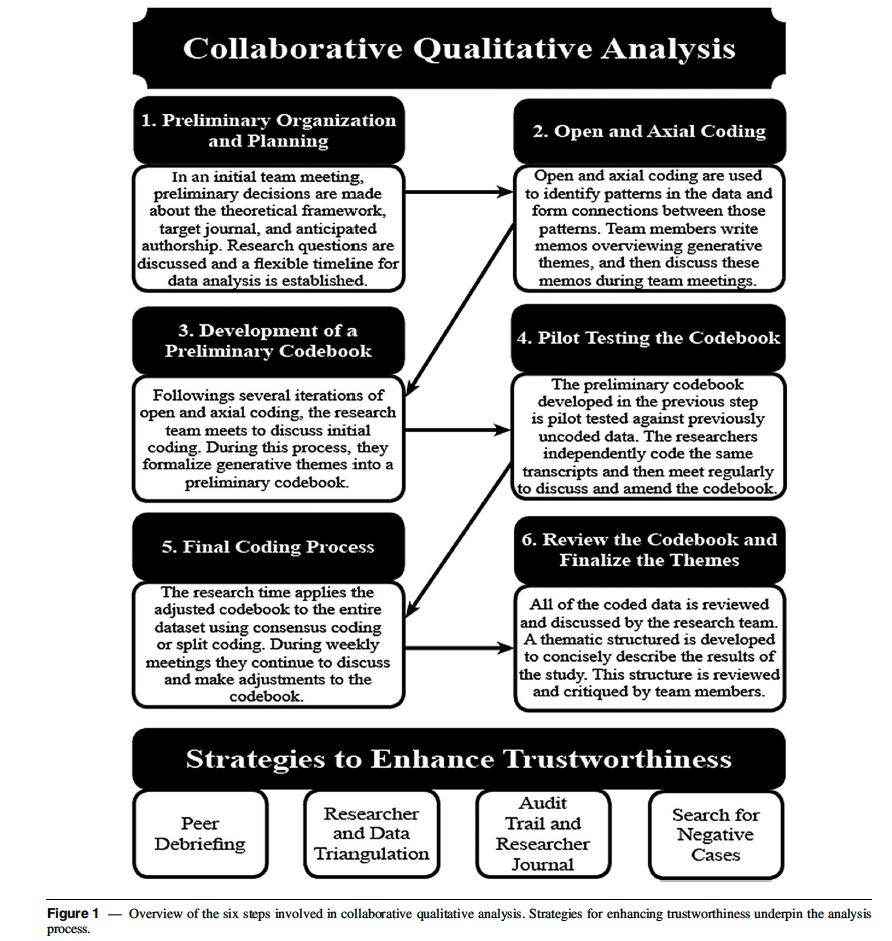 Collaborative Qualitative Analysis
1. Preliminary Organization
and Planning
In an initial team meeting,
preliminary decisions are made
about the theoretical framework,
target journal, and anticipated
authorship. Research questions are
discussed and a flexible timeline for
data analysis is established.
2. Open and Axial Coding
Open and axial coding are used
to identify patterns in the data and
form connections between those
patterns. Team members write
memos overviewing generative
themes, and then discuss these
memos during team meetings.
3. Development of a
Preliminary Codebook
Followings several iterations of
open and axial coding, the research
team meets to discuss initial
coding. During this process, they
formalize generative themes into a
preliminary codebook.
4. Pilot Testing the Codebook
The preliminary codebook
developed in the previous step
is pilot tested against previously
uncoded data. The researchers
independently code the same
transcripts and then meet regularly
to discuss and amend the codebook.
5. Final Coding Process
The research time applies the
adjusted codebook to the entire
dataset using consensus coding
or split coding. During weekly
meetings they continue to discuss
and make adjustments to the
codebook.
6. Review the Codebook and
Finalize the Themes
All of the coded data is reviewed
and discussed by the research team.
A thematic structured is developed
to concisely describe the results of
the study. This structure is reviewed
and critiqued by team members.
Strategies to Enhance Trustworthiness
Peer
Debriefing
Researcher
and Data
Triangulation
Audit
Trail and
Researcher
Journal
Search for
Negative
Cases
Figure 1 — Overview of the six steps involved in collaborative qualitative analysis. Strategies for enhancing trustworthiness underpin the analysis
process.